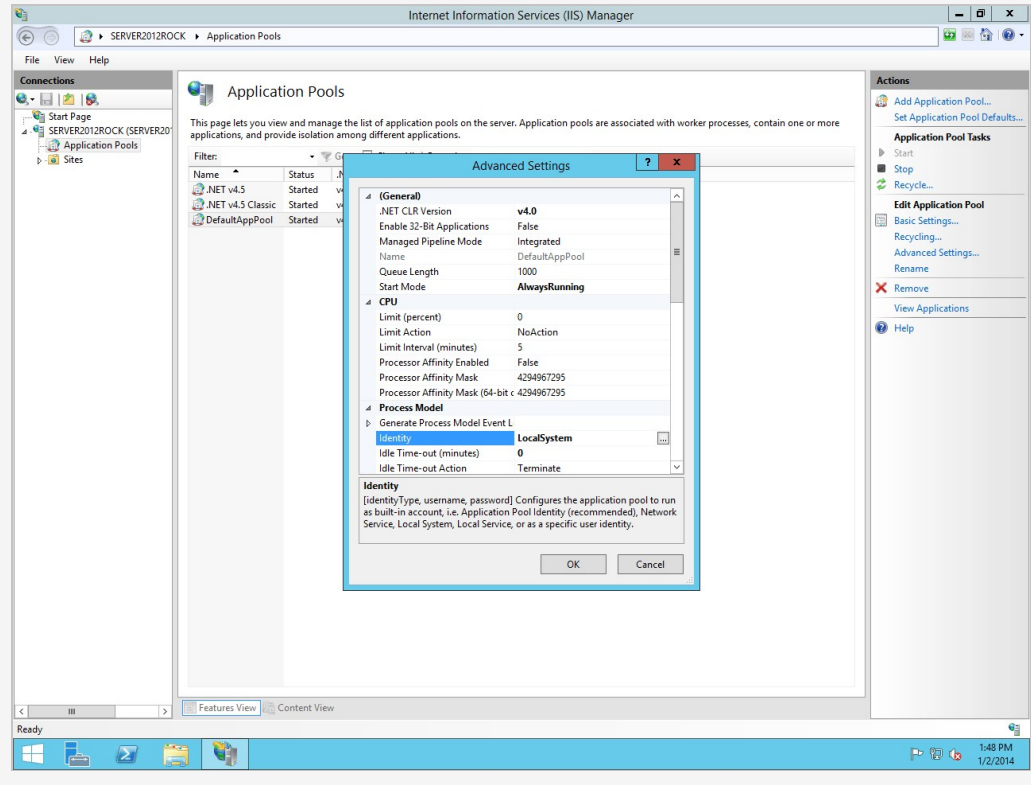 Internet Information Services (IIS) Manager
SERVER2012ROCK Application Pools
File View Help
Connections
Start Page
SERVER2012ROCK (SERVER20
Application Pools
Sites
Application Pools
This page lets you view and manage the list of application pools on the server. Application pools are associated with worker processes, contain one or more
applications, and provide isolation among different applications.
Filter:
Name Status
.NET v4.5 Started
.NET v4.5 Classic Started
DefaultAppPool Started
Advanced Settings
? x
(General)
.NET CLR Version v4.0
Enable 32-Bit Applications False
Managed Pipeline Mode Integrated
Name DefaultAppPool
Queue Length 1000
Start Mode AlwaysRunning
CPU
Limit (percent) 0
Limit Action NoAction
Limit Interval (minutes) 5
Processor Affinity Enabled False
Processor Affinity Mask 4294967295
Processor Affinity Mask (64-bit c 4294967295
Process Model
Generate Process Model Event L
Identity LocalSystem ...
Idle Time-out (minutes) 0
Idle Time-out Action Terminate
Identity
[identityType, username, password] Configures the application pool to run
as built-in account, i.e. Application Pool Identity (recommended), Network
Service, Local System, Local Service, or as a specific user identity.
OK Cancel
Actions
Add Application Pool...
Set Application Pool Defaults...
Application Pool Tasks
Start
Stop
Recycle...
Edit Application Pool
Basic Settings...
Recycling...
Advanced Settings...
Rename
Remove
View Applications
Help
Features View Content View
Ready
1:48 PM
1/2/2014